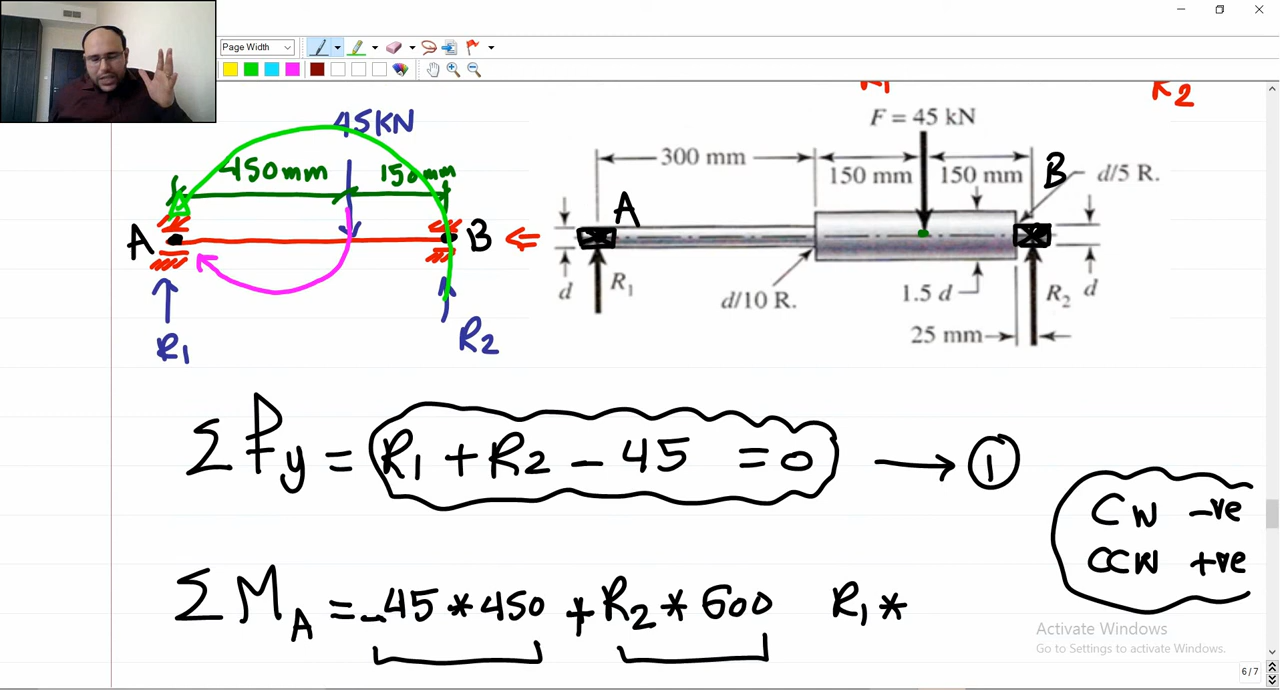 Page Width
45KN
450mm
150mm
A
B
R1
R2
R1
R2
F = 45 kN
300 mm
150 mm
150 mm
B
d/5 R.
A
d
R1
d/10 R.
1.5 d
R2
d
25 mm
ΣFy = R1 + R2 - 45 = 0 → ①
CW -ve
CCW +ve
ΣMA = -45 * 450 + R2 * 600 R1 *
Activate Windows
Go to Settings to activate Windows.
6/7